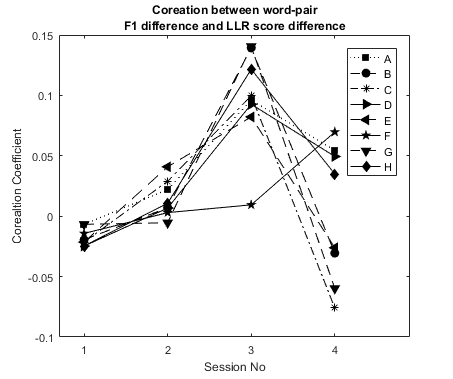 Coreation between word-pair
F1 difference and LLR score difference
0.15
0.1
0.05
0
-0.05
-0.1
Corealtion Coefficient
1 2 3 4
Session No
A
B
C
D
E
F
G
H